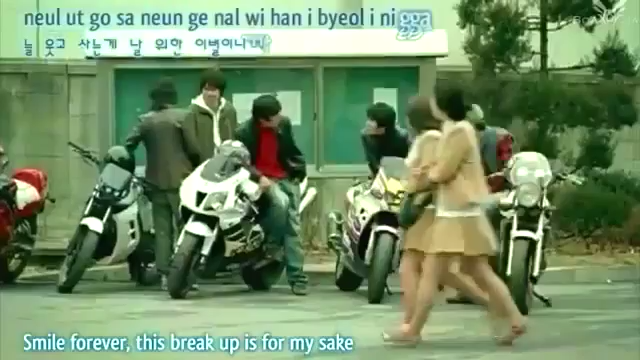 neul ut go sa neun ge nal wi han i byeol i ni gga
늘 웃고 사는게 날 위한 이별이니까
Smile forever, this break up is for my sake